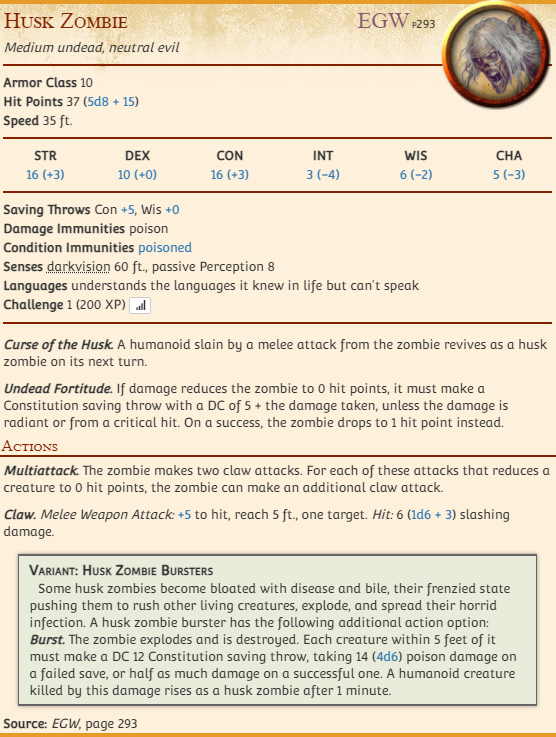 Husk Zombie
EGW p293
Medium undead, neutral evil
Armor Class 10
Hit Points 37 (5d8 + 15)
Speed 35 ft.
STR DEX CON INT WIS CHA
16 (+3) 10 (+0) 16 (+3) 3 (−4) 6 (−2) 5 (−3)
Saving Throws Con +5, Wis +0
Damage Immunities poison
Condition Immunities poisoned
Senses darkvision 60 ft., passive Perception 8
Languages understands the languages it knew in life but can't speak
Challenge 1 (200 XP)
Curse of the Husk. A humanoid slain by a melee attack from the zombie revives as a husk
zombie on its next turn.
Undead Fortitude. If damage reduces the zombie to 0 hit points, it must make a
Constitution saving throw with a DC of 5 + the damage taken, unless the damage is
radiant or from a critical hit. On a success, the zombie drops to 1 hit point instead.
Actions
Multiattack. The zombie makes two claw attacks. For each of these attacks that reduces a
creature to 0 hit points, the zombie can make an additional claw attack.
Claw. Melee Weapon Attack: +5 to hit, reach 5 ft., one target. Hit: 6 (1d6 + 3) slashing
damage.
Variant: Husk Zombie Bursters
Some husk zombies become bloated with disease and bile, their frenzied state
pushing them to rush other living creatures, explode, and spread their horrid
infection. A husk zombie burster has the following additional action option:
Burst. The zombie explodes and is destroyed. Each creature within 5 feet of it
must make a DC 12 Constitution saving throw, taking 14 (4d6) poison damage on
a failed save, or half as much damage on a successful one. A humanoid creature
killed by this damage rises as a husk zombie after 1 minute.
Source: EGW, page 293